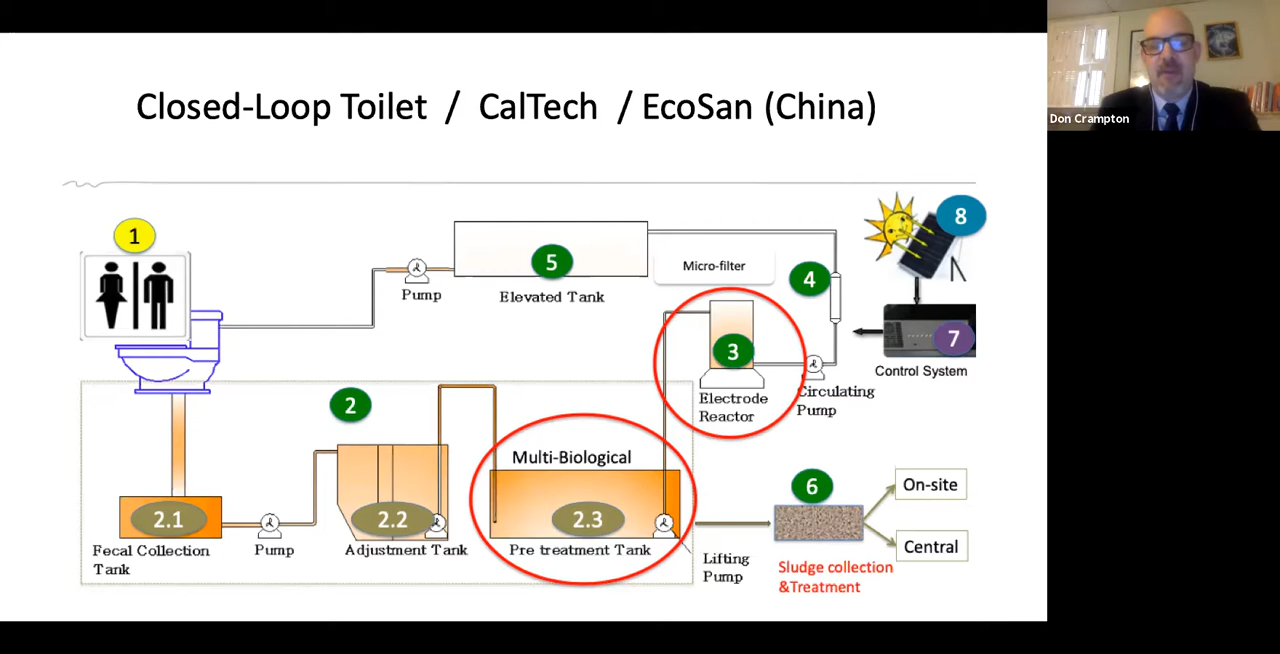 Closed-Loop Toilet / CalTech / EcoSan (China)
Don Crampton
1
8
5
Micro-filter
4
Pump
Elevated Tank
7
3
Control System
Electrode
Reactor
Circulating
Pump
2
Multi-Biological
6
On-site
2.1
2.2
2.3
Central
Fecal Collection
Tank
Pump
Adjustment Tank
Pre treatment Tank
Lifting
Pump
Sludge collection
&Treatment